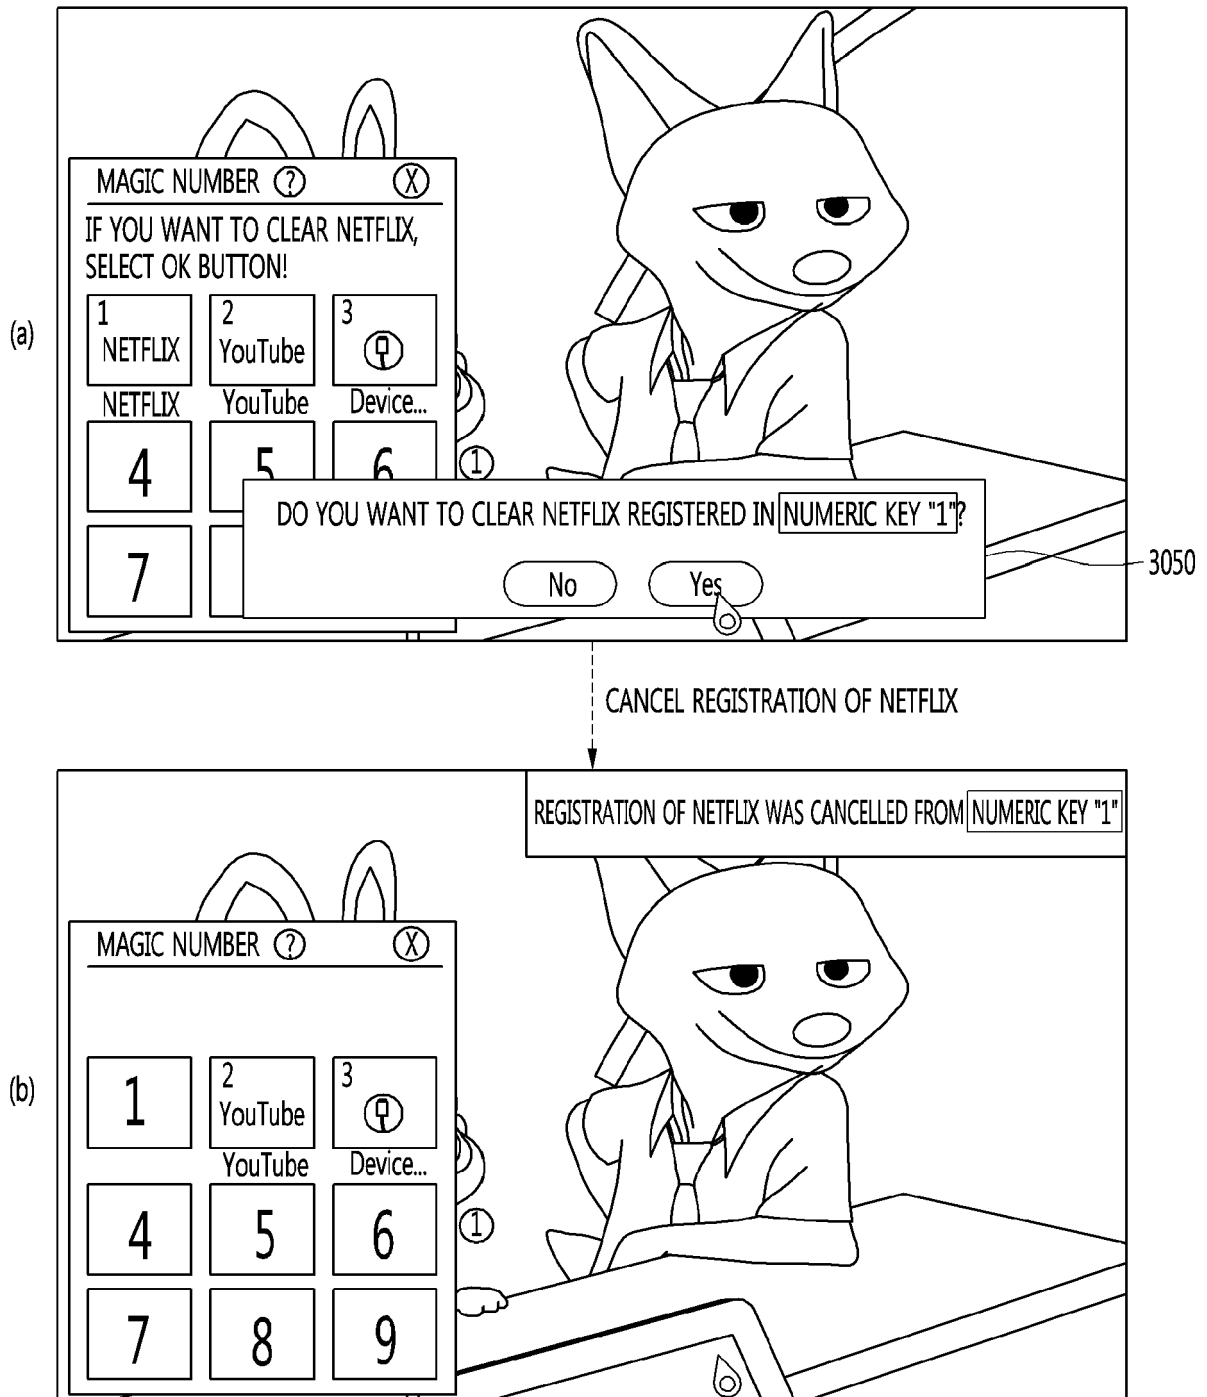 (a)
MAGIC NUMBER ? X
IF YOU WANT TO CLEAR NETFLIX,
SELECT OK BUTTON!
1 2 3
NETFLIX YouTube
NETFLIX YouTube Device...
4 5 6 1
DO YOU WANT TO CLEAR NETFLIX REGISTERED IN NUMERIC KEY "1"?
7 No Yes
3050
CANCEL REGISTRATION OF NETFLIX
(b)
REGISTRATION OF NETFLIX WAS CANCELLED FROM NUMERIC KEY "1"
MAGIC NUMBER ? X
1 2 3
YouTube
YouTube Device...
4 5 6 1
7 8 9